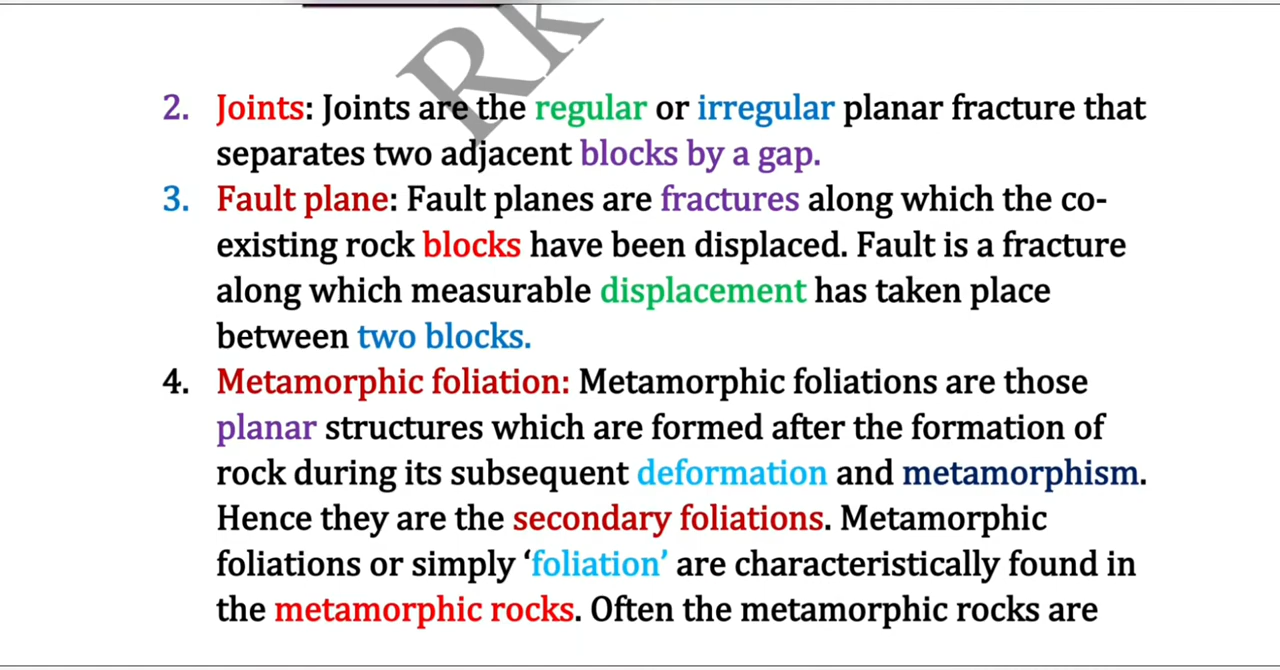 RK
2. Joints: Joints are the regular or irregular planar fracture that
separates two adjacent blocks by a gap.
3. Fault plane: Fault planes are fractures along which the co-
existing rock blocks have been displaced. Fault is a fracture
along which measurable displacement has taken place
between two blocks.
4. Metamorphic foliation: Metamorphic foliations are those
planar structures which are formed after the formation of
rock during its subsequent deformation and metamorphism.
Hence they are the secondary foliations. Metamorphic
foliations or simply ‘foliation’ are characteristically found in
the metamorphic rocks. Often the metamorphic rocks are